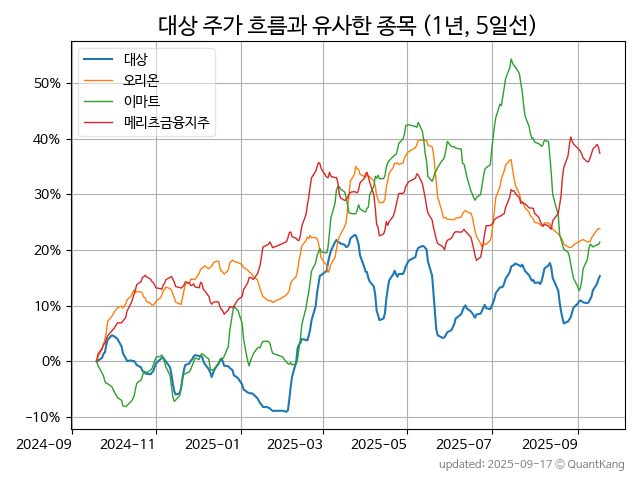 대상 주가 흐름과 유사한 종목 (1년, 5일선)
대상
오리온
이마트
메리츠금융지주
50%
40%
30%
20%
10%
0%
−10%
2024-09 2024-11 2025-01 2025-03 2025-05 2025-07 2025-09
updated: 2025-09-17 © QuantKang